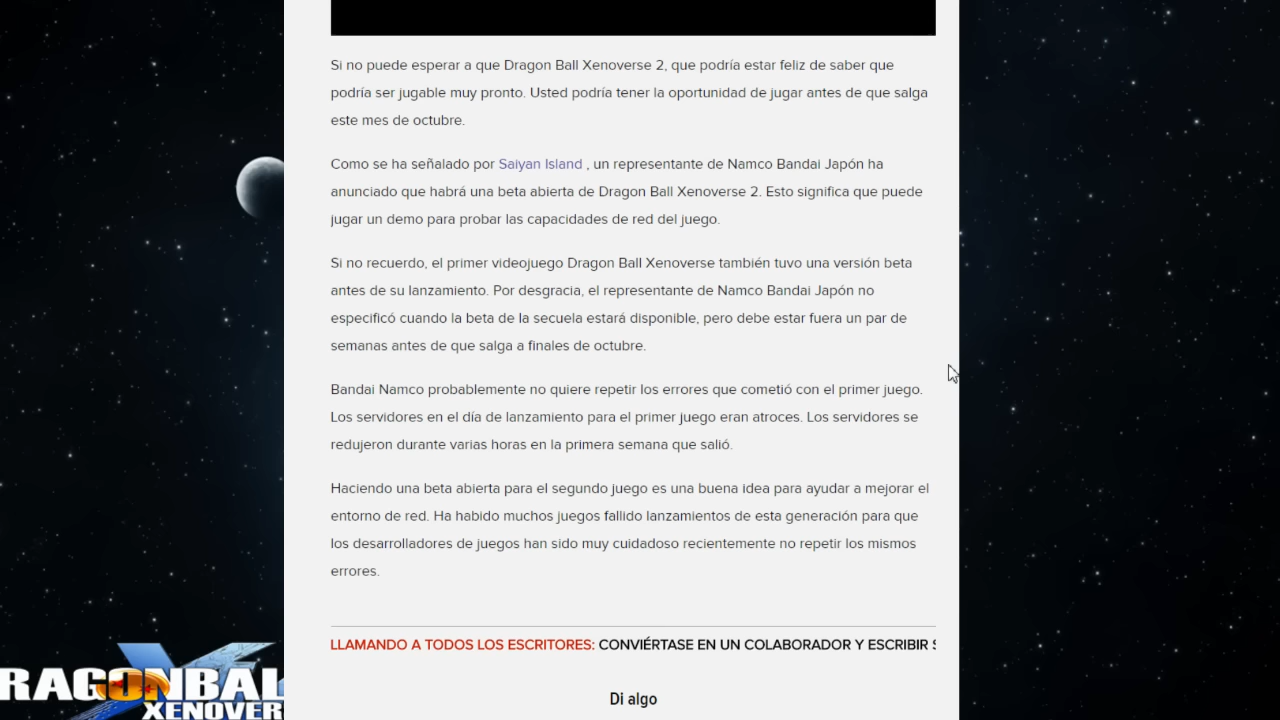 Si no puede esperar a que Dragon Ball Xenoverse 2, que podría estar feliz de saber que
podría ser jugable muy pronto. Usted podría tener la oportunidad de jugar antes de que salga
este mes de octubre.
Como se ha señalado por Saiyan Island , un representante de Namco Bandai Japón ha
anunciado que habrá una beta abierta de Dragon Ball Xenoverse 2. Esto significa que puede
jugar un demo para probar las capacidades de red del juego.
Si no recuerdo, el primer videojuego Dragon Ball Xenoverse también tuvo una versión beta
antes de su lanzamiento. Por desgracia, el representante de Namco Bandai Japón no
especificó cuando la beta de la secuela estará disponible, pero debe estar fuera un par de
semanas antes de que salga a finales de octubre.
Bandai Namco probablemente no quiere repetir los errores que cometió con el primer juego.
Los servidores en el día de lanzamiento para el primer juego eran atroces. Los servidores se
redujeron durante varias horas en la primera semana que salió.
Haciendo una beta abierta para el segundo juego es una buena idea para ayudar a mejorar el
entorno de red. Ha habido muchos juegos fallido lanzamientos de esta generación para que
los desarrolladores de juegos han sido muy cuidadoso recientemente no repetir los mismos
errores.
LLAMANDO A TODOS LOS ESCRITORES: CONVIÉRTASE EN UN COLABORADOR Y ESCRIBIR S
Di algo
RAGONBAL
XENOVER